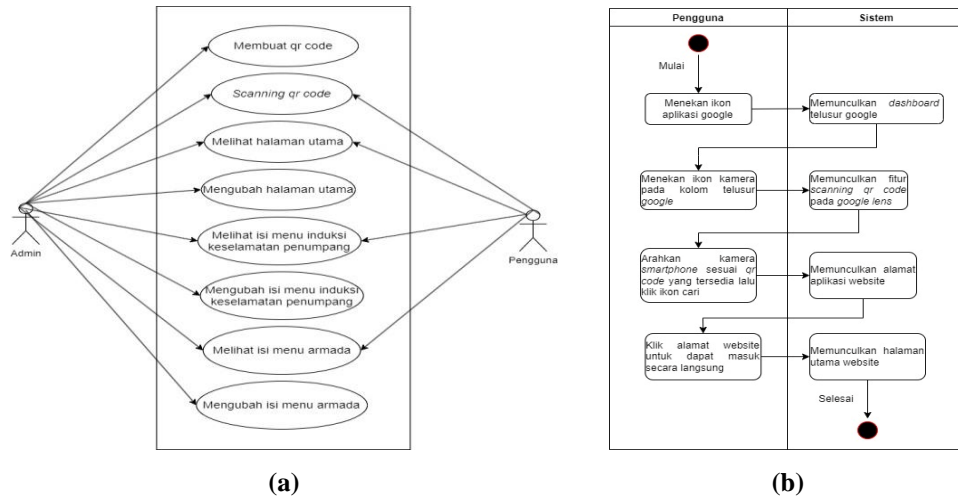 Membuat qr code
Scanning qr code
Melihat halaman utama
Mengubah halaman utama
Melihat isi menu induksi
keselamatan penumpang
Mengubah isi menu induksi
keselamatan penumpang
Melihat isi menu armada
Mengubah isi menu armada
Admin
Pengguna
(a)
Pengguna
Sistem
Mulai
Menekan ikon
aplikasi google
Memunculkan dashboard
telusur google
Menekan ikon kamera
pada kolom telusur
google
Memunculkan fitur
scanning qr code
pada google lens
Arahkan kamera
smartphone sesuai qr
code yang tersedia lalu
klik ikon cari
Memunculkan alamat
aplikasi website
Klik alamat website
untuk dapat masuk
secara langsung
Memunculkan halaman
utama website
Selesai
(b)